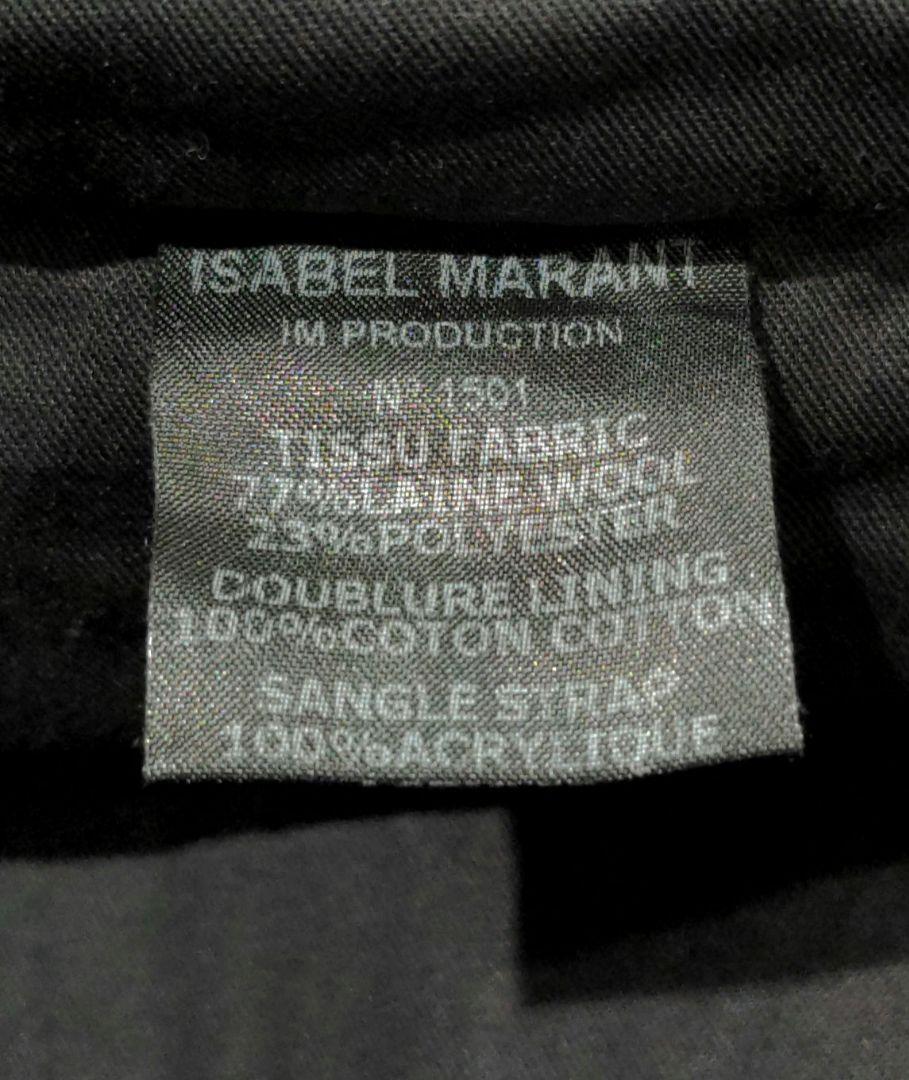 ISABEL MARANT
IM PRODUCTION
N° 1501
TISSU FABRIC
77%LAINE WOOL
23%POLYESTER
DOUBLURE LINING
100%COTON COTTON
SANGLE STRAP
100%ACRYLIQUE